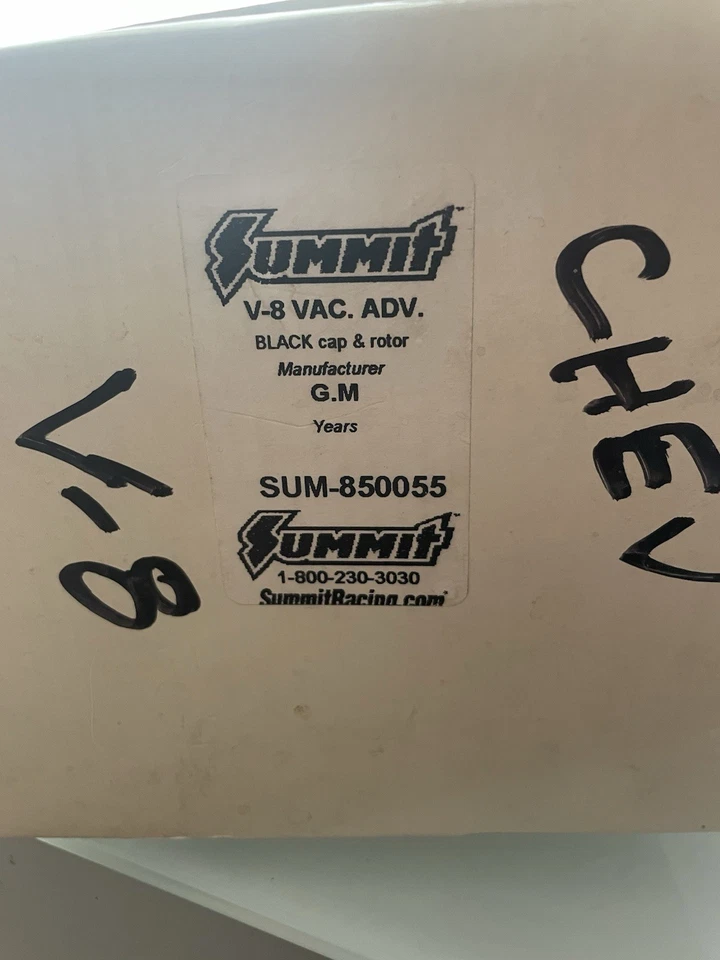 SUMMIT
V-8 VAC. ADV.
BLACK cap & rotor
Manufacturer
G.M
Years
SUM-850055
SUMMIT
1-800-230-3030
SummitRacing.com
CHEV
V-8